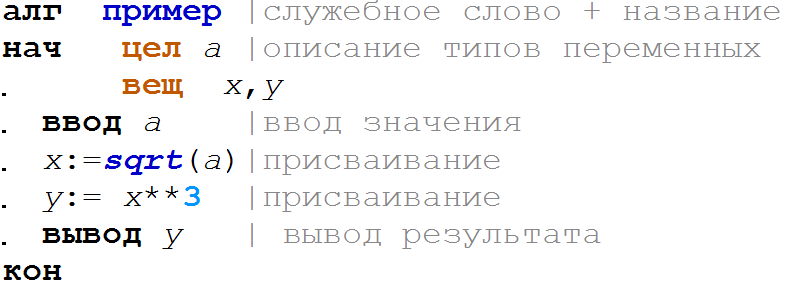 алг пример |служебное слово + название
нач цел a |описание типов переменных
. вещ x,y
. ввод a |ввод значения
. x:=sqrt(a)|присваивание
. y:= x**3 |присваивание
. вывод y | вывод результата
кон